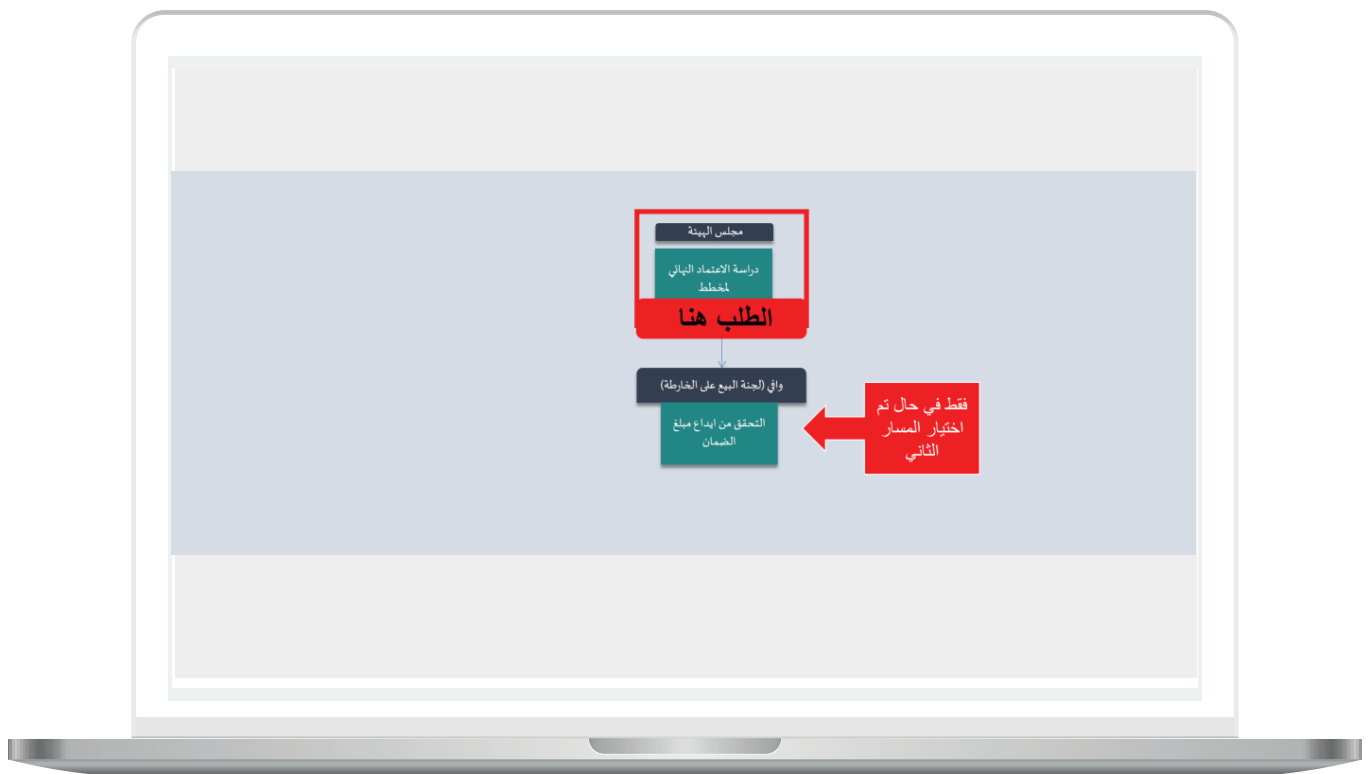 مجلس الهيئة
دراسة الاعتماد النهائي
لمخطط
الطلب هنا
وافي (لجنة البيع على الخارطة)
التحقق من ايداع مبلغ
الضمان
فقط في حال تم
اختيار المسار
الثاني